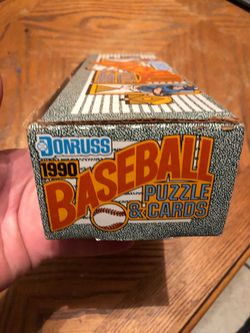 DONRUSS
1990
BASEBALL
PUZZLE
& CARDS